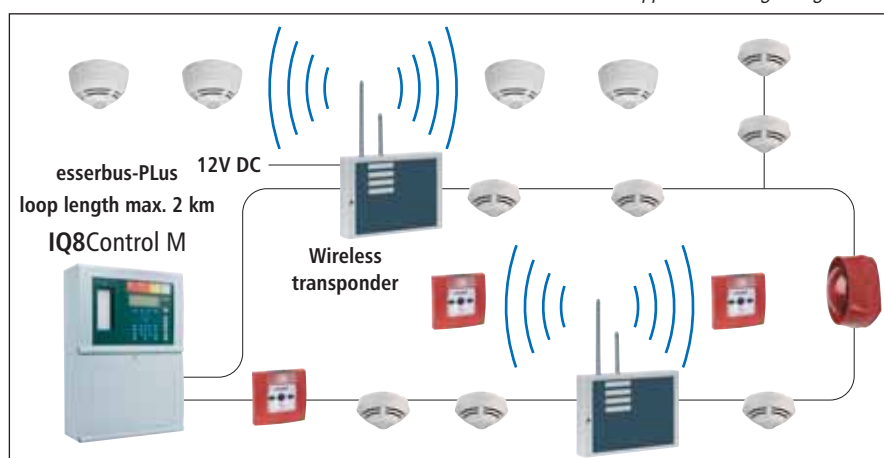 esserbus-PLus
loop length max. 2 km
IQ8Control M
12V DC
Wireless
transponder